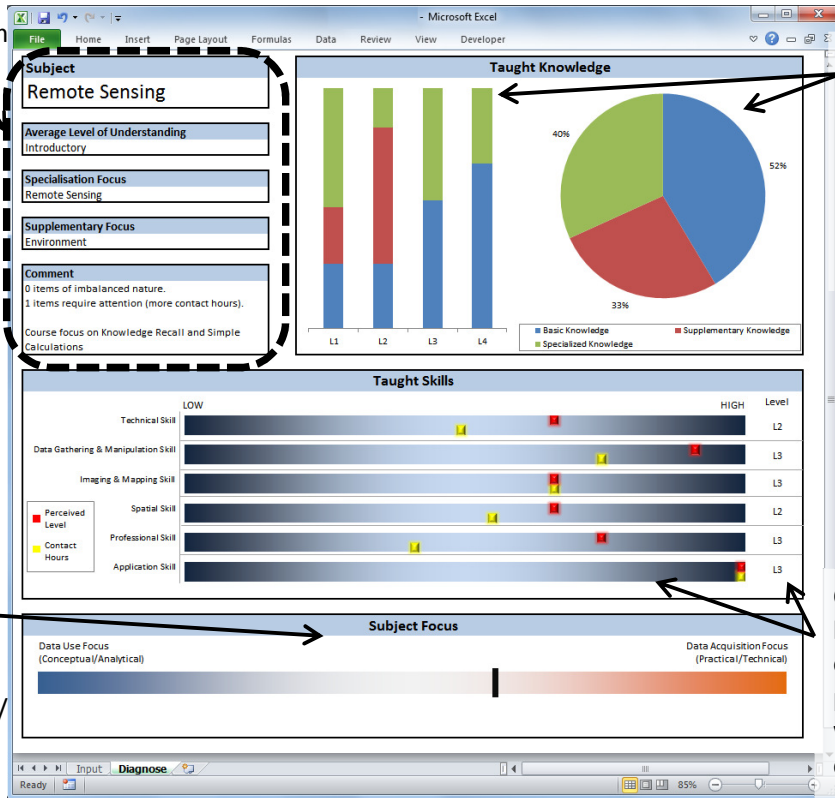 - Microsoft Excel
File Home Insert Page Layout Formulas Data Review View Developer
Subject
Remote Sensing
Average Level of Understanding
Introductory
Specialisation Focus
Remote Sensing
Supplementary Focus
Environment
Comment
0 items of imbalanced nature.
1 items require attention (more contact hours).
Course focus on Knowledge Recall and Simple
Calculations
Taught Knowledge
40%
52%
33%
L1 L2 L3 L4
Basic Knowledge Supplementary Knowledge
Specialized Knowledge
Taught Skills
LOW HIGH Level
Technical Skill L2
Data Gathering & Manipulation Skill L3
Imaging & Mapping Skill L3
Spatial Skill L2
Professional Skill L3
Application Skill L3
Perceived
Level
Contact
Hours
Subject Focus
Data Use Focus
(Conceptual/Analytical)
Data Acquisition Focus
(Practical/Technical)
Input Diagnose
Ready 85%